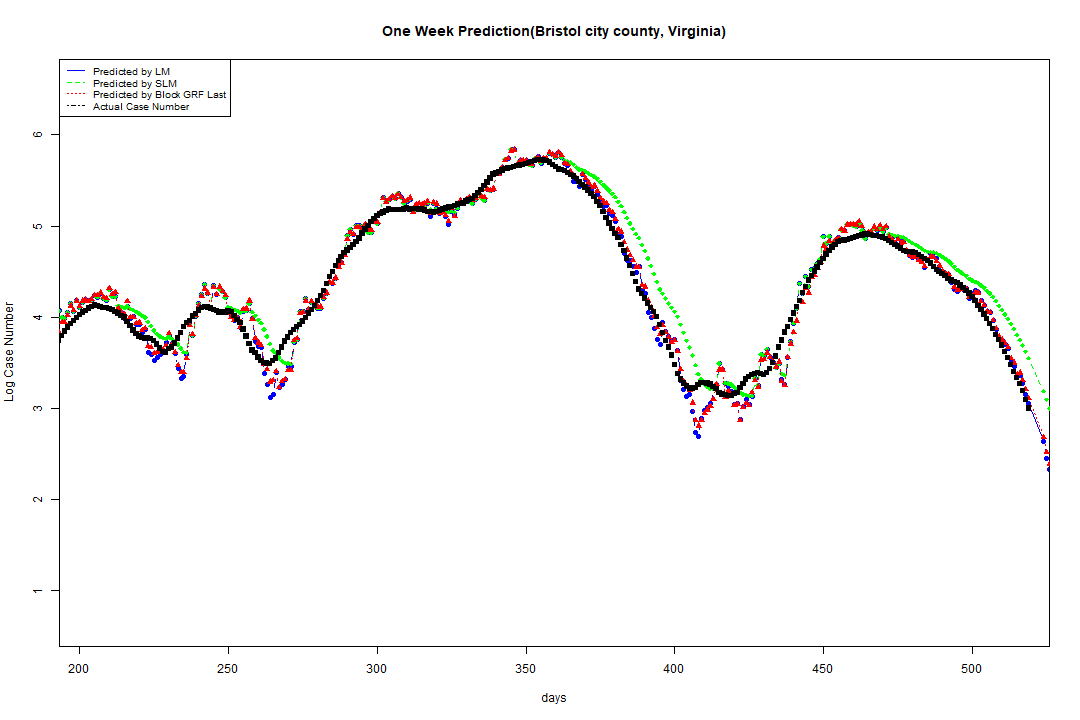 One Week Prediction(Bristol city county, Virginia)
Predicted by LM
Predicted by SLM
Predicted by Block GRF Last
Actual Case Number
6
5
4
3
2
1
Log Case Number
200 250 300 350 400 450 500
days